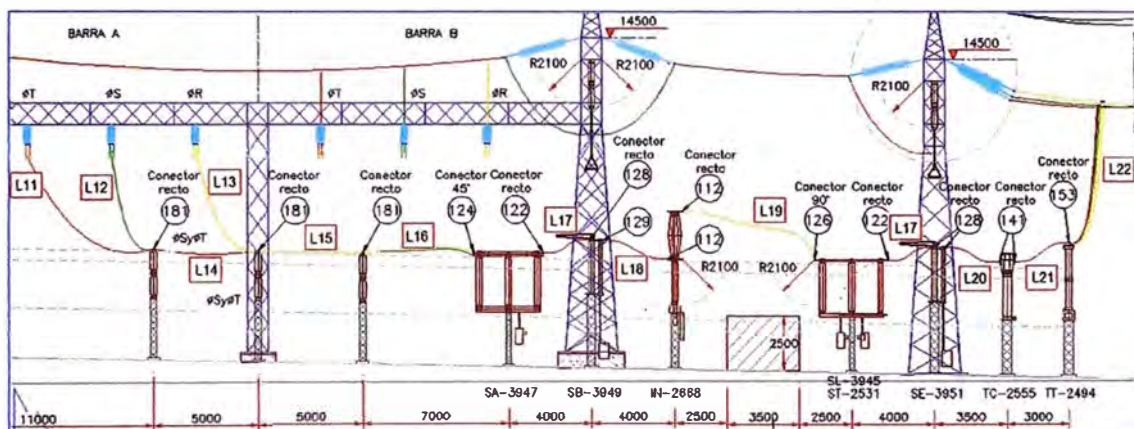 BARRA A
BARRA B
14500
14500
R2100
R2100
R2100
øT
øS
øR
øT
øS
øR
L11
L12
Conector
recto
181
L13
Conector
recto
181
Conector
recto
181
Conector
45°
124
Conector
recto
122
Conector
recto
128
129
Conector
recto
112
112
L19
Conector
90°
126
Conector
recto
122
Conector
recto
128
Conector
recto
141
Conector
recto
153
L22
øSyøT
L14
øSyøT
L15
L16
L17
L18
R2100
R2100
L17
L20
L21
2500
SA-3947
SB-3949
IN-2668
SL-3945
ST-2531
SE-3951
TC-2555
TT-2494
11000
5000
5000
7000
4000
4000
2500
3500
2500
4000
3500
3000